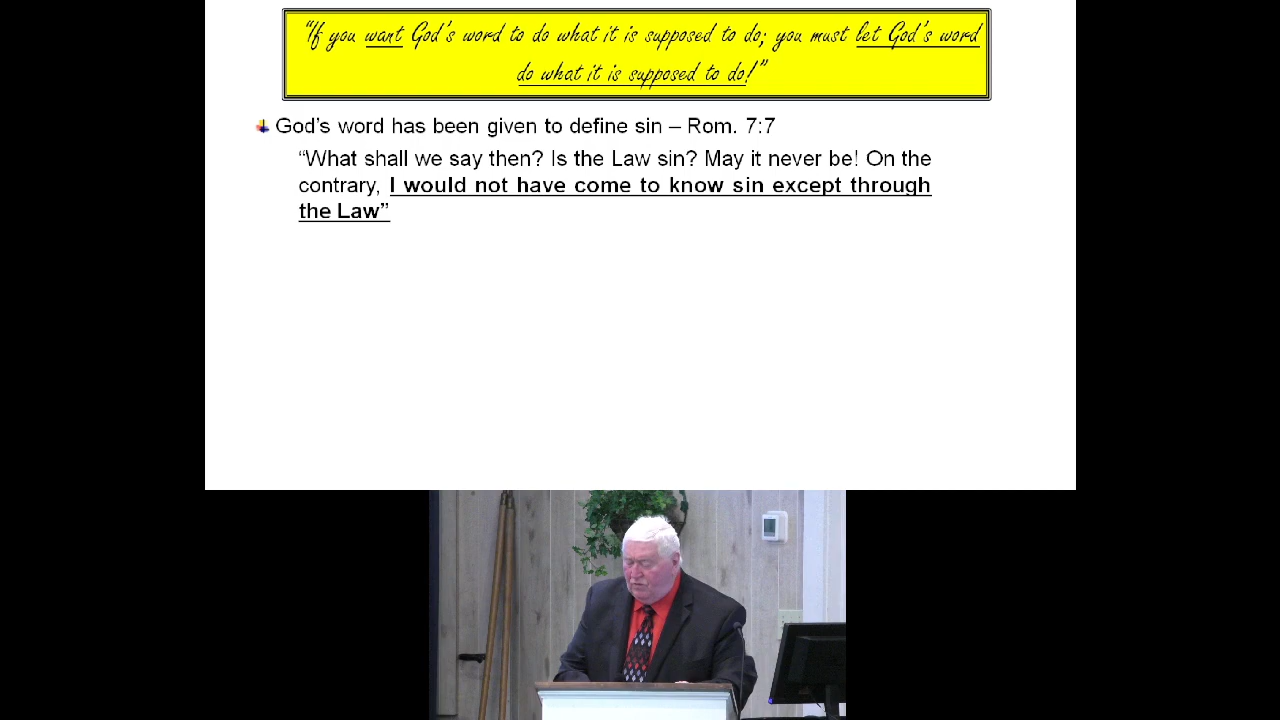 “If you want God’s word to do what it is supposed to do; you must let God’s word
do what it is supposed to do!”
God’s word has been given to define sin – Rom. 7:7
“What shall we say then? Is the Law sin? May it never be! On the
contrary, I would not have come to know sin except through
the Law”